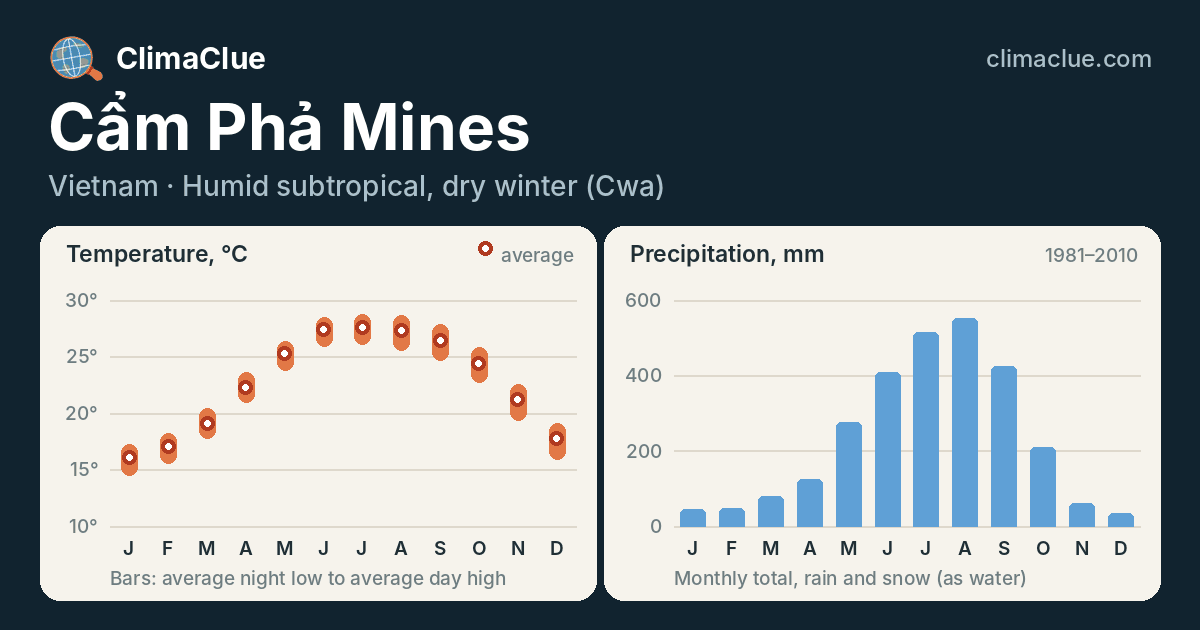 ClimaClue
climaclue.com
Cẩm Phả Mines
Vietnam · Humid subtropical, dry winter (Cwa)
Temperature, °C
average
30°
25°
20°
15°
10°
J F M A M J J A S O N D
Bars: average night low to average day high
Precipitation, mm
1981–2010
600
400
200
0
J F M A M J J A S O N D
Monthly total, rain and snow (as water)